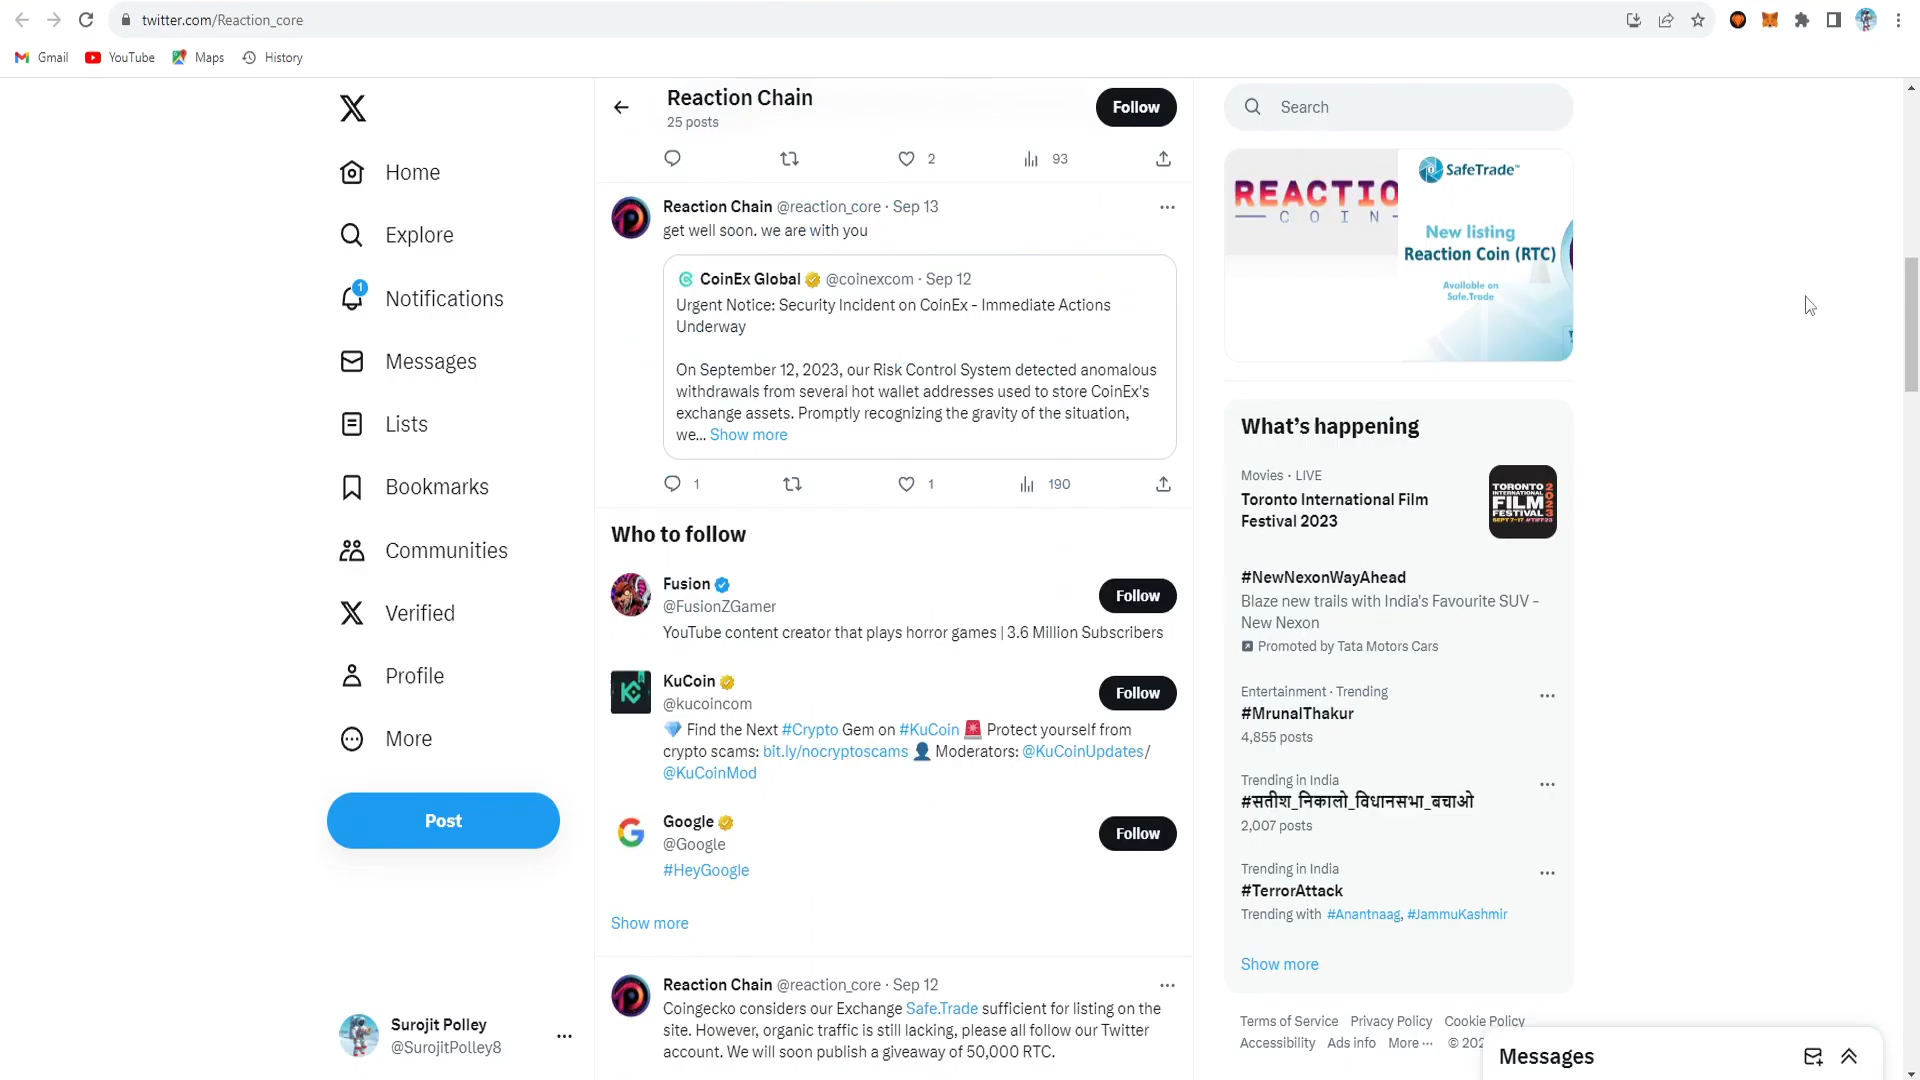 twitter.com/Reaction_core
Gmail YouTube Maps History
Home
Explore
1
Notifications
Messages
Lists
Bookmarks
Communities
Verified
Profile
More
Post
Surojit Polley
@SurojitPolley8
Reaction Chain
25 posts
Follow
2 93
Reaction Chain @reaction_core · Sep 13
get well soon. we are with you
CoinEx Global @coinexcom · Sep 12
Urgent Notice: Security Incident on CoinEx - Immediate Actions
Underway
On September 12, 2023, our Risk Control System detected anomalous
withdrawals from several hot wallet addresses used to store CoinEx's
exchange assets. Promptly recognizing the gravity of the situation,
we... Show more
1 1 190
Who to follow
Fusion
@FusionZGamer
Follow
YouTube content creator that plays horror games | 3.6 Million Subscribers
KuCoin
@kucoincom
Follow
💎 Find the Next #Crypto Gem on #KuCoin 🚨 Protect yourself from
crypto scams: bit.ly/nocryptoscams 👤 Moderators: @KuCoinUpdates/
@KuCoinMod
Google
@Google
Follow
#HeyGoogle
Show more
Reaction Chain @reaction_core · Sep 12
Coingecko considers our Exchange Safe.Trade sufficient for listing on the
site. However, organic traffic is still lacking, please all follow our Twitter
account. We will soon publish a giveaway of 50,000 RTC.
Search
REACTIO
COIN
SafeTrade™
New listing
Reaction Coin (RTC)
Available on
Safe.Trade
What's happening
Movies · LIVE
Toronto International Film
Festival 2023
TORONTO
INTERNATIONAL
FILM
FESTIVAL
2023
SEPT 7–17 #TIFF23
#NewNexonWayAhead
Blaze new trails with India's Favourite SUV -
New Nexon
Promoted by Tata Motors Cars
Entertainment · Trending
#MrunalThakur
4,855 posts
Trending in India
#सतीश_निकालो_विधानसभा_बचाओ
2,007 posts
Trending in India
#TerrorAttack
Trending with #Anantnaag, #JammuKashmir
Show more
Terms of Service Privacy Policy Cookie Policy
Accessibility Ads info More ··· © 202
Messages